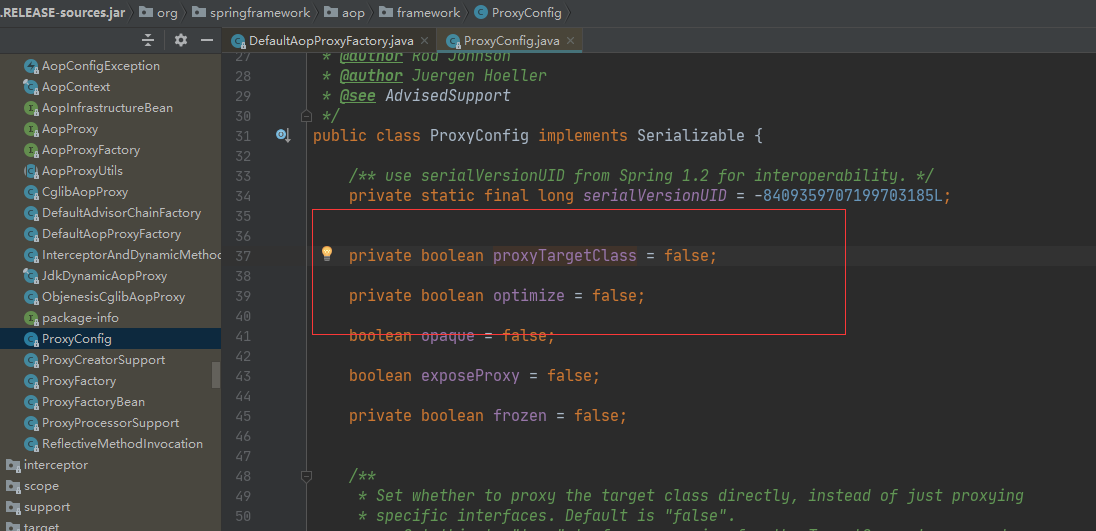 .RELEASE-sources.jar org springframework aop framework ProxyConfig
DefaultAopProxyFactory.java ProxyConfig.java
AopConfigException
AopContext
AopInfrastructureBean
AopProxy
AopProxyFactory
AopProxyUtils
CglibAopProxy
DefaultAdvisorChainFactory
DefaultAopProxyFactory
InterceptorAndDynamicMetho
JdkDynamicAopProxy
ObjenesisCglibAopProxy
package-info
ProxyConfig
ProxyCreatorSupport
ProxyFactory
ProxyFactoryBean
ProxyProcessorSupport
ReflectiveMethodInvocation
interceptor
scope
support
target
27 * @author Rod Johnson
28 * @author Juergen Hoeller
29 * @see AdvisedSupport
30 */
31 public class ProxyConfig implements Serializable {
32
33 /** use serialVersionUID from Spring 1.2 for interoperability. */
34 private static final long serialVersionUID = -8409359707199703185L;
35
36
37 private boolean proxyTargetClass = false;
38
39 private boolean optimize = false;
40
41 boolean opaque = false;
42
43 boolean exposeProxy = false;
44
45 private boolean frozen = false;
46
47
48 /**
49 * Set whether to proxy the target class directly, instead of just proxying
50 * specific interfaces. Default is "false".